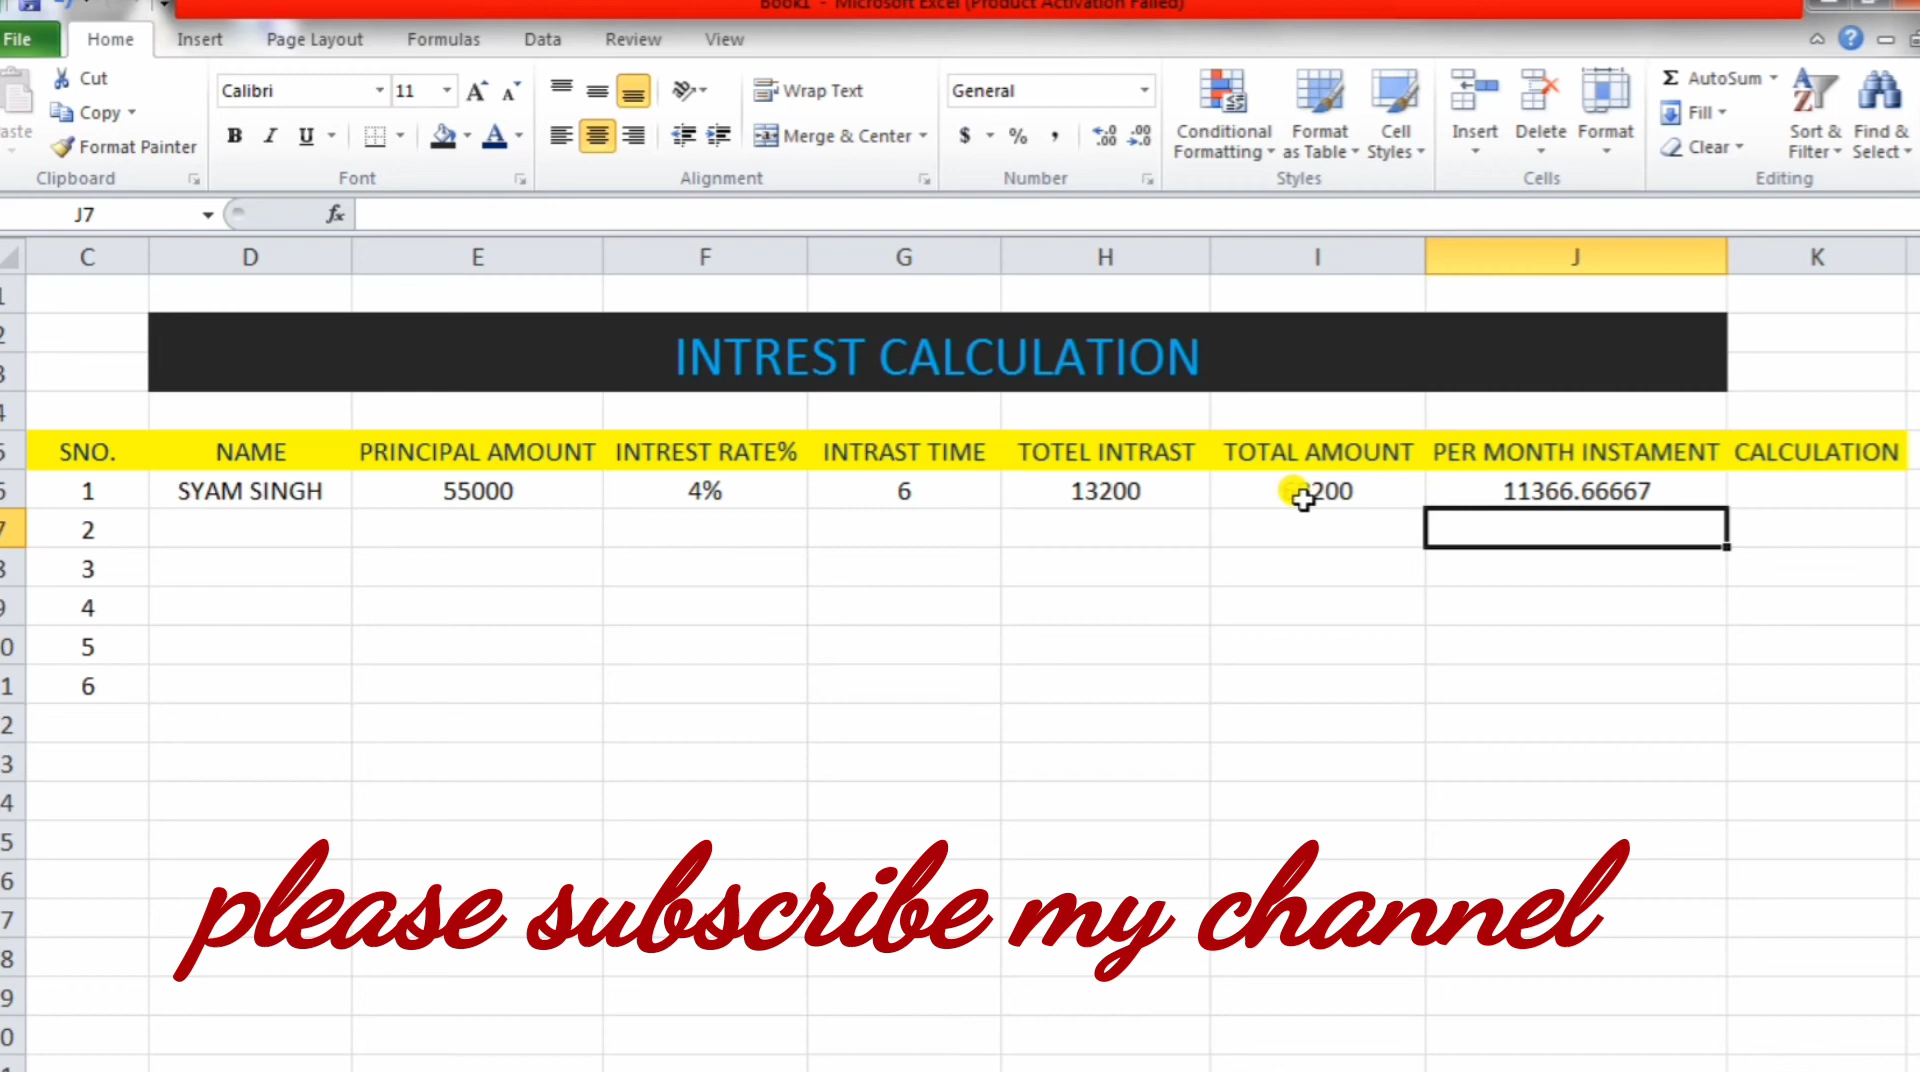 Book1 - Microsoft Excel (Product Activation Failed)
File Home Insert Page Layout Formulas Data Review View
Cut
Copy
Format Painter
Clipboard
Calibri 11
B I U
Font
Wrap Text
Merge & Center
Alignment
General
$ % ,
Number
Conditional Formatting
Format as Table
Cell Styles
Styles
Insert Delete Format
Cells
Σ AutoSum
Fill
Clear
Sort & Filter
Find & Select
Editing
J7 fx
C D E F G H I J K
INTREST CALCULATION
SNO. NAME PRINCIPAL AMOUNT INTREST RATE% INTRAST TIME TOTEL INTRAST TOTAL AMOUNT PER MONTH INSTAMENT CALCULATION
1 SYAM SINGH 55000 4% 6 13200 11366.66667
2
3
4
5
6
please subscribe my channel